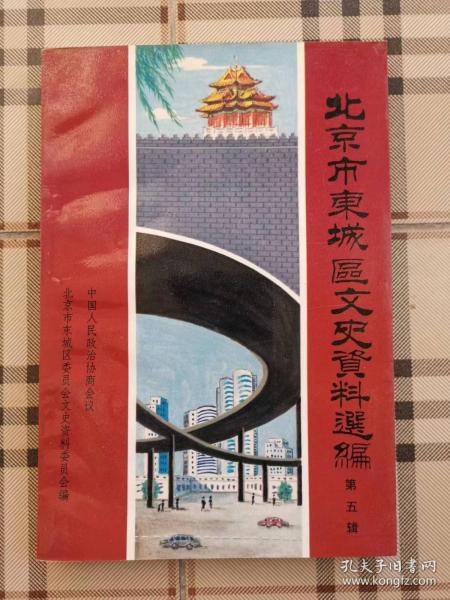 北京市東城區文史資料選編
第五辑
中国人民政治协商会议
北京市东城区委员会文史资料委员会编
孔夫子旧书网
www.kongfz.com